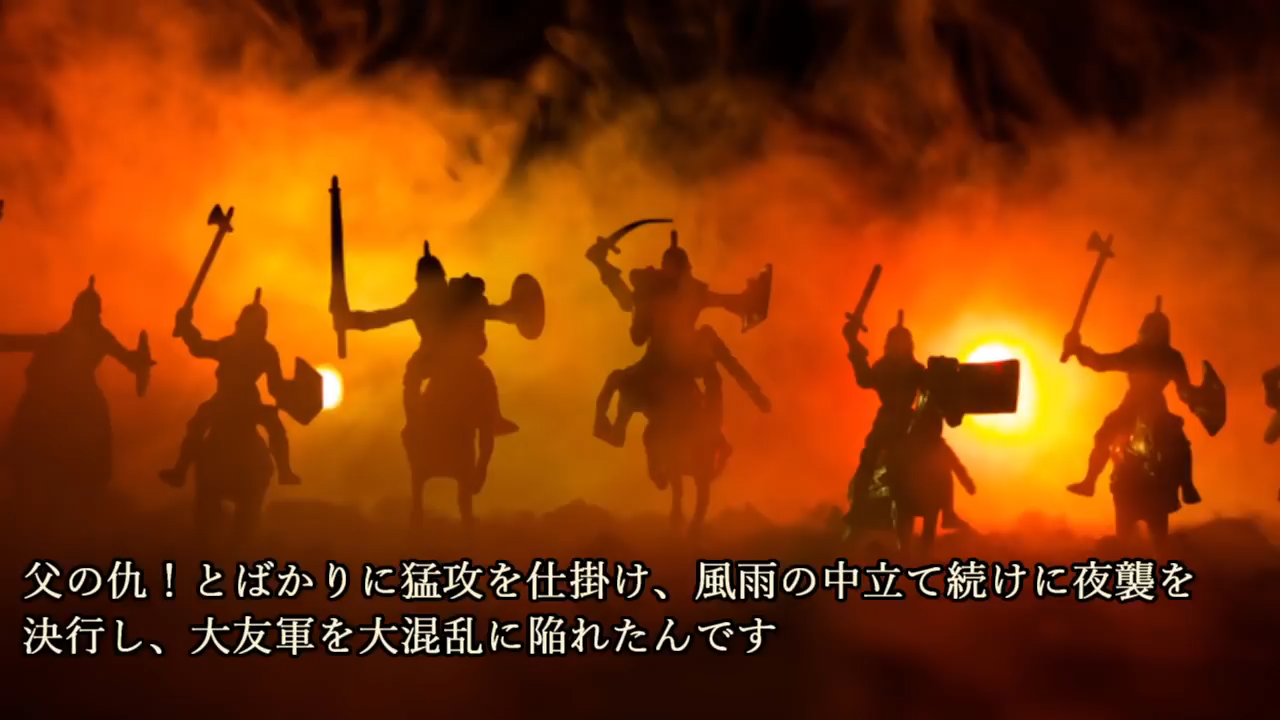 父の仇！とばかりに猛攻を仕掛け、風雨の中立て続けに夜襲を
決行し、大友軍を大混乱に陥れたんです